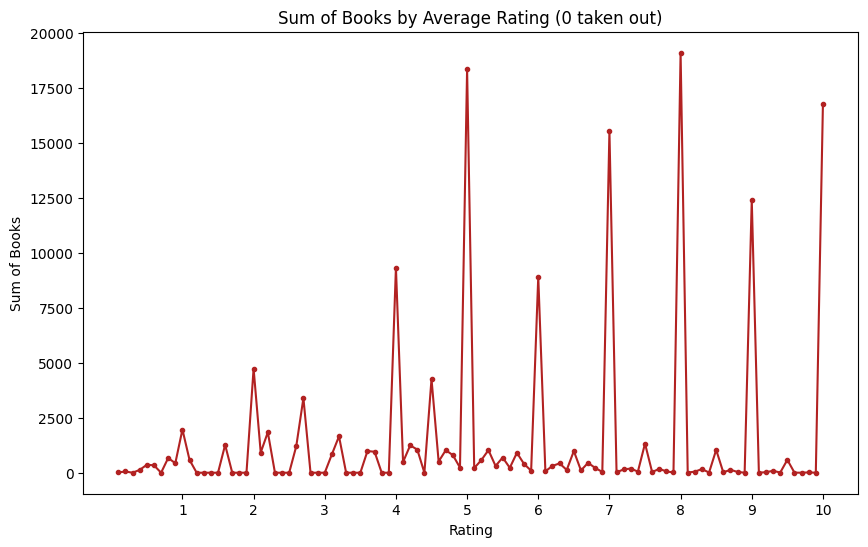 Sum of Books by Average Rating (0 taken out)
20000
17500
15000
12500
10000
7500
5000
2500
0
Sum of Books
1 2 3 4 5 6 7 8 9 10
Rating